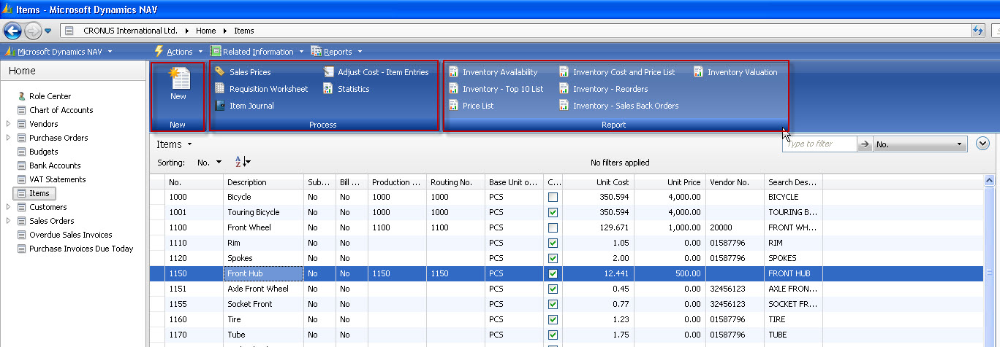 Items - Microsoft Dynamics NAV
CRONUS International Ltd. Home Items
Microsoft Dynamics NAV Actions Related Information Reports
Home
Role Center
Chart of Accounts
Vendors
Purchase Orders
Budgets
Bank Accounts
VAT Statements
Items
Customers
Sales Orders
Overdue Sales Invoices
Purchase Invoices Due Today
New
New
Sales Prices Adjust Cost - Item Entries
Requisition Worksheet Statistics
Item Journal
Process
Inventory Availability Inventory Cost and Price List Inventory Valuation
Inventory - Top 10 List Inventory - Reorders
Price List Inventory - Sales Back Orders
Report
Items Type to filter No.
Sorting: No. A Z No filters applied
No. Description Sub... Bill ... Production ... Routing No. Base Unit o... C... Unit Cost Unit Price Vendor No. Search Des...
1000 Bicycle No No 1000 1000 PCS 350.594 4,000.00 BICYCLE
1001 Touring Bicycle No No 1000 1000 PCS 350.594 4,000.00 TOURING B...
1100 Front Wheel No No 1100 1100 PCS 129.671 1,000.00 20000 FRONT WH...
1110 Rim No No PCS 1.05 0.00 01587796 RIM
1120 Spokes No No PCS 2.00 0.00 01587796 SPOKES
1150 Front Hub No No 1150 1150 PCS 12.441 500.00 FRONT HUB
1151 Axle Front Wheel No No PCS 0.45 0.00 32456123 AXLE FRON...
1155 Socket Front No No PCS 0.77 0.00 32456123 SOCKET FR...
1160 Tire No No PCS 1.23 0.00 01587796 TIRE
1170 Tube No No PCS 1.75 0.00 01587796 TUBE